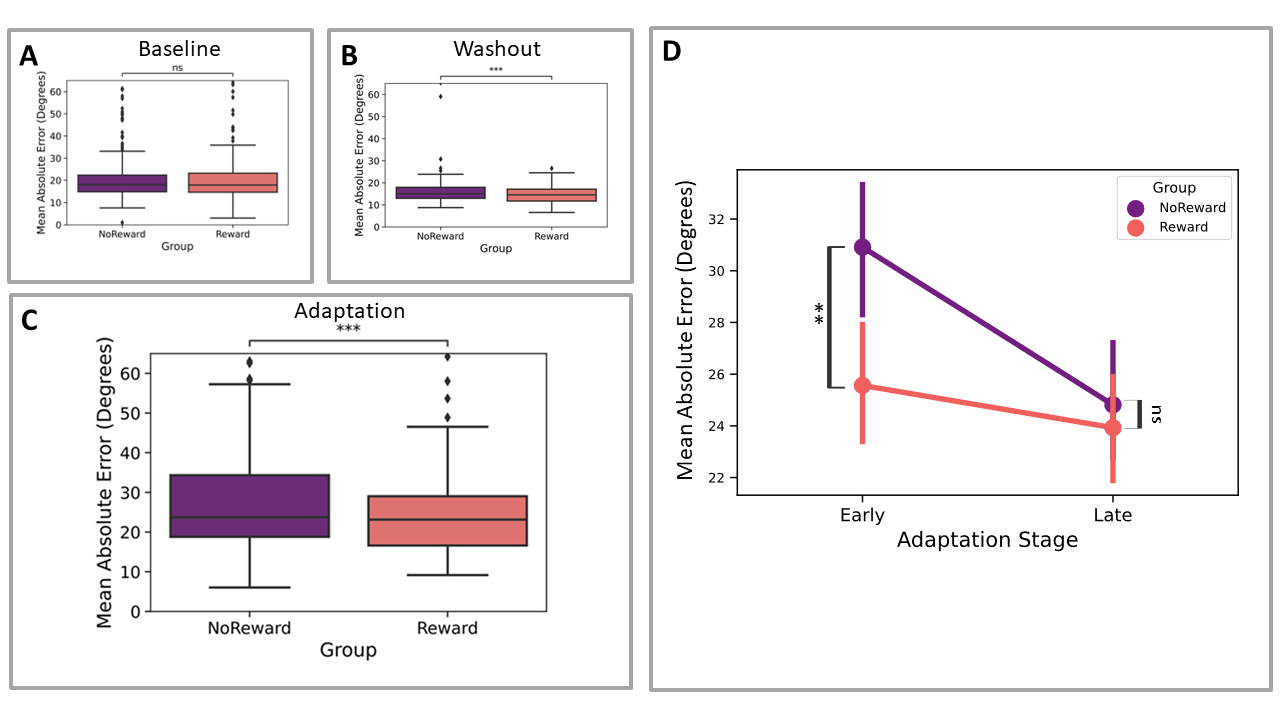 A
Baseline
ns
Mean Absolute Error (Degrees)
60
50
40
30
20
10
0
NoReward
Reward
Group
B
Washout
***
Mean Absolute Error (Degrees)
60
50
40
30
20
10
0
NoReward
Reward
Group
C
Adaptation
***
Mean Absolute Error (Degrees)
60
50
40
30
20
10
0
NoReward
Reward
Group
D
Mean Absolute Error (Degrees)
32
30
28
26
24
22
**
ns
Group
NoReward
Reward
Early
Late
Adaptation Stage